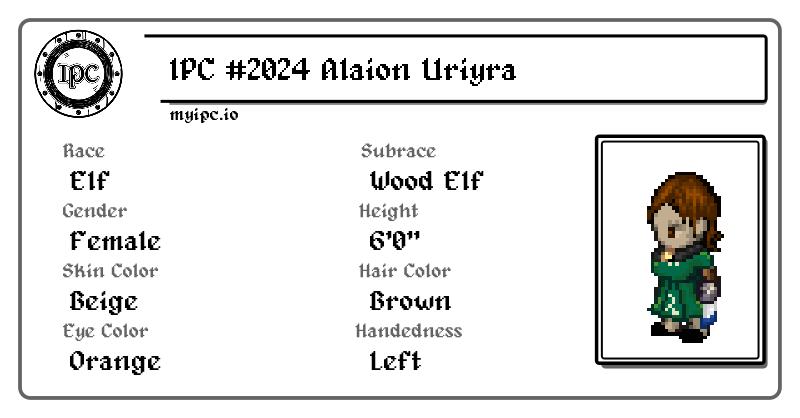 IPC
IPC #2024 Alaion Uriyra
myipc.io
Race
Elf
Subrace
Wood Elf
Gender
Female
Height
6'0"
Skin Color
Beige
Hair Color
Brown
Eye Color
Orange
Handedness
Left